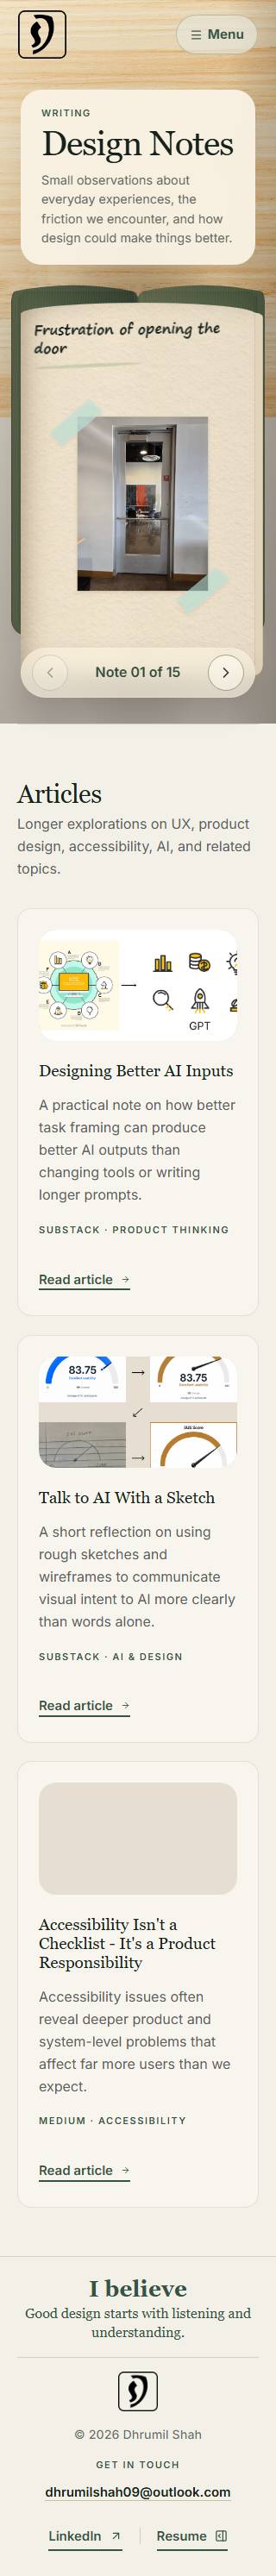 Menu
WRITING
Design Notes
Small observations about
everyday experiences, the
friction we encounter, and how
design could make things better.
Frustration of opening the
door
Note 01 of 15
Articles
Longer explorations on UX, product
design, accessibility, AI, and related
topics.
GPT
Designing Better AI Inputs
A practical note on how better
task framing can produce
better AI outputs than
changing tools or writing
longer prompts.
SUBSTACK · PRODUCT THINKING
Read article
83.75
83.75
Talk to AI With a Sketch
A short reflection on using
rough sketches and
wireframes to communicate
visual intent to AI more clearly
than words alone.
SUBSTACK · AI & DESIGN
Read article
Accessibility Isn't a
Checklist - It's a Product
Responsibility
Accessibility issues often
reveal deeper product and
system-level problems that
affect far more users than we
expect.
MEDIUM · ACCESSIBILITY
Read article
I believe
Good design starts with listening and
understanding.
© 2026 Dhrumil Shah
GET IN TOUCH
dhrumilshah09@outlook.com
LinkedIn
Resume